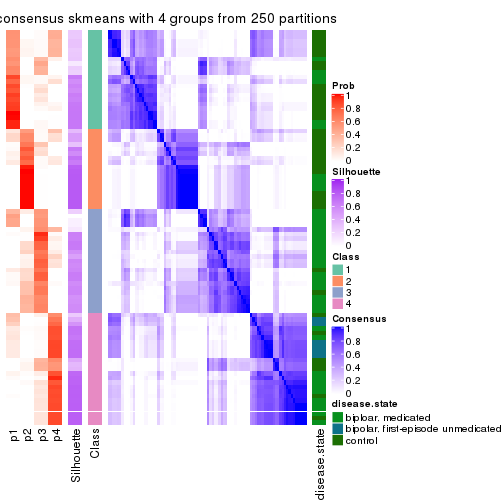 consensus skmeans with 4 groups from 250 partitions
Prob
1
0.8
0.6
0.4
0.2
0
Silhouette
1
0.8
0.6
0.4
0.2
0
Class
1
2
3
4
Consensus
1
0.8
0.6
0.4
0.2
0
disease.state
biploar, medicated
bipolar, first-episode unmedicated
control
p1
p2
p3
p4
Silhouette
Class
disease.state